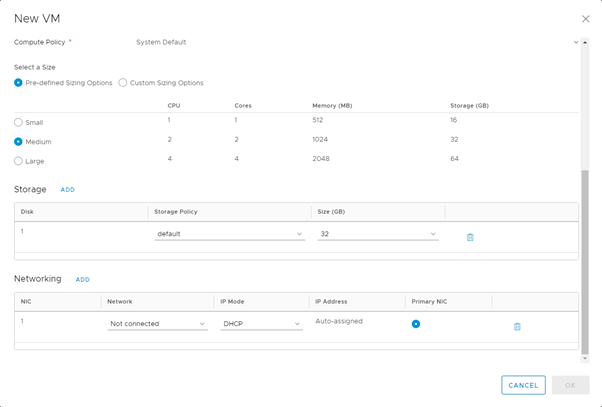 New VM
Compute Policy * System Default
Select a Size
Pre-defined Sizing Options Custom Sizing Options
CPU Cores Memory (MB) Storage (GB)
Small 1 1 512 16
Medium 2 2 1024 32
Large 4 4 2048 64
Storage ADD
Disk Storage Policy Size (GB)
1 default 32
Networking ADD
NIC Network IP Mode IP Address Primary NIC
1 Not connected DHCP Auto-assigned
CANCEL OK